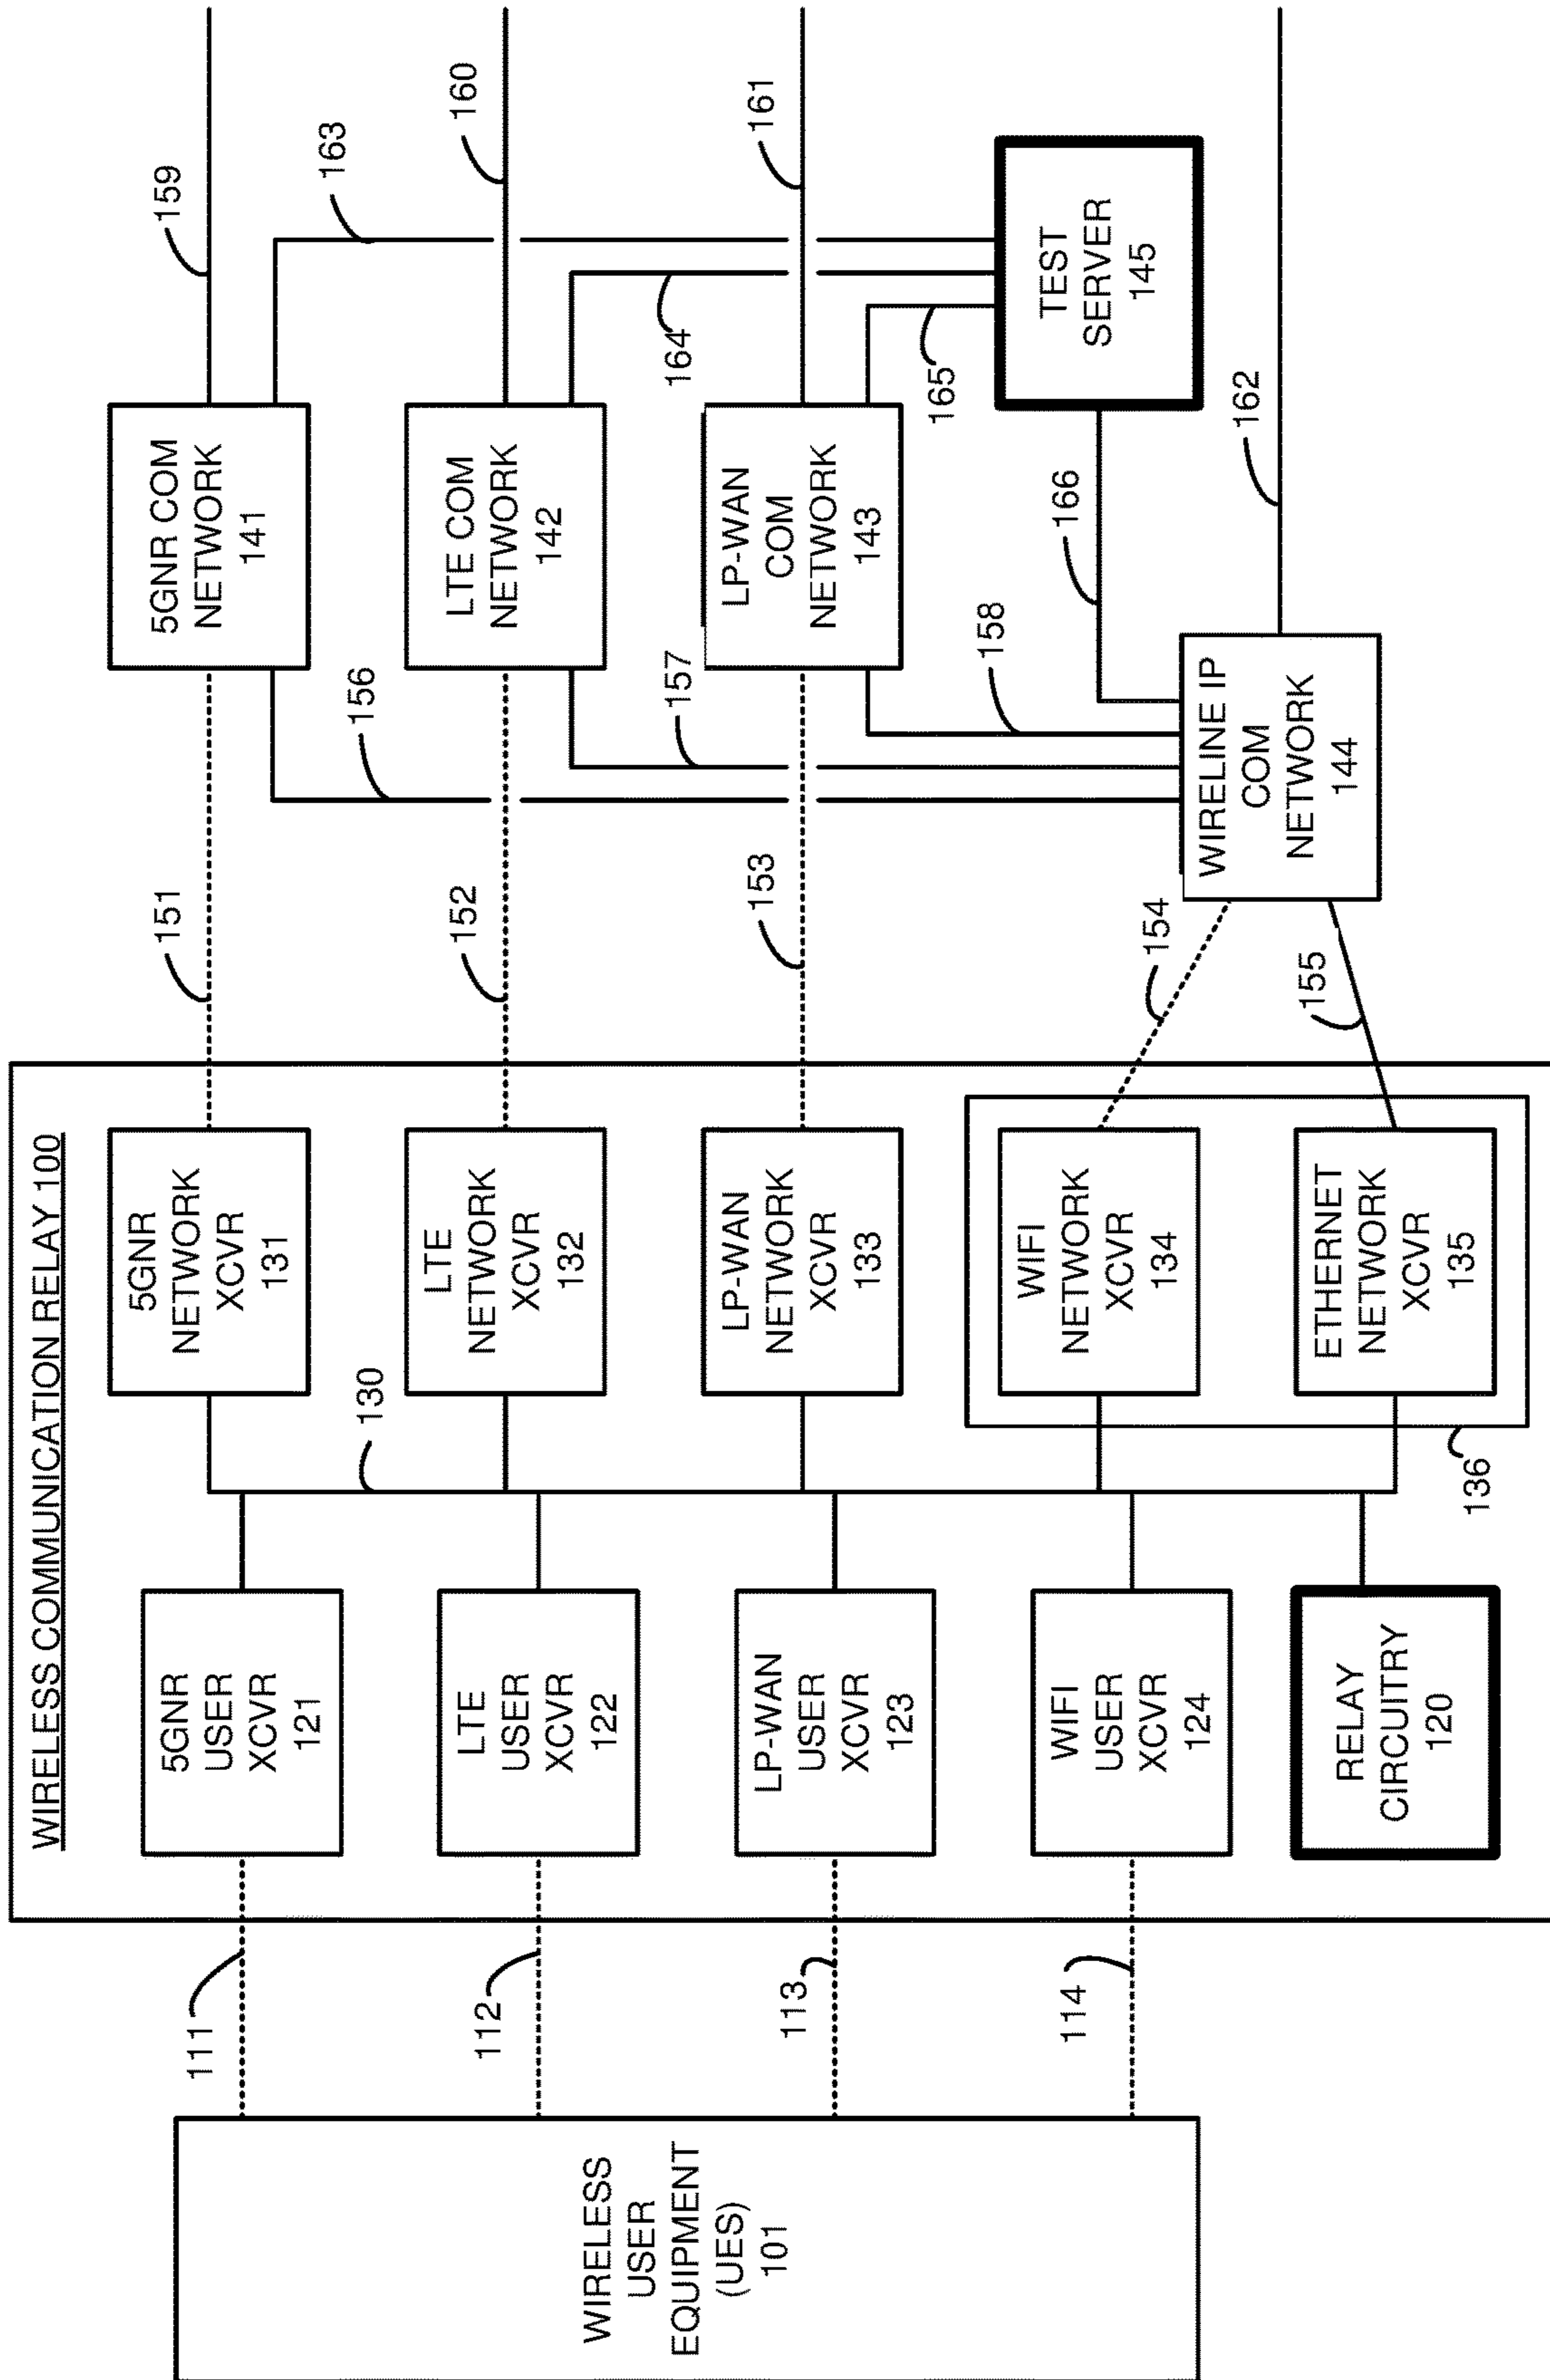 WIRELESS COMMUNICATION RELAY 100
WIRELESS
USER
EQUIPMENT
(UES)
101
111
112
113
114
5GNR
USER
XCVR
121
LTE
USER
XCVR
122
LP-WAN
USER
XCVR
123
WIFI
USER
XCVR
124
RELAY
CIRCUITRY
120
130
136
5GNR
NETWORK
XCVR
131
LTE
NETWORK
XCVR
132
LP-WAN
NETWORK
XCVR
133
WIFI
NETWORK
XCVR
134
ETHERNET
NETWORK
XCVR
135
151
152
153
154
155
156
157
158
5GNR COM
NETWORK
141
LTE COM
NETWORK
142
LP-WAN
COM
NETWORK
143
WIRELINE IP
COM
NETWORK
144
166
159
163
160
164
161
165
TEST
SERVER
145
162